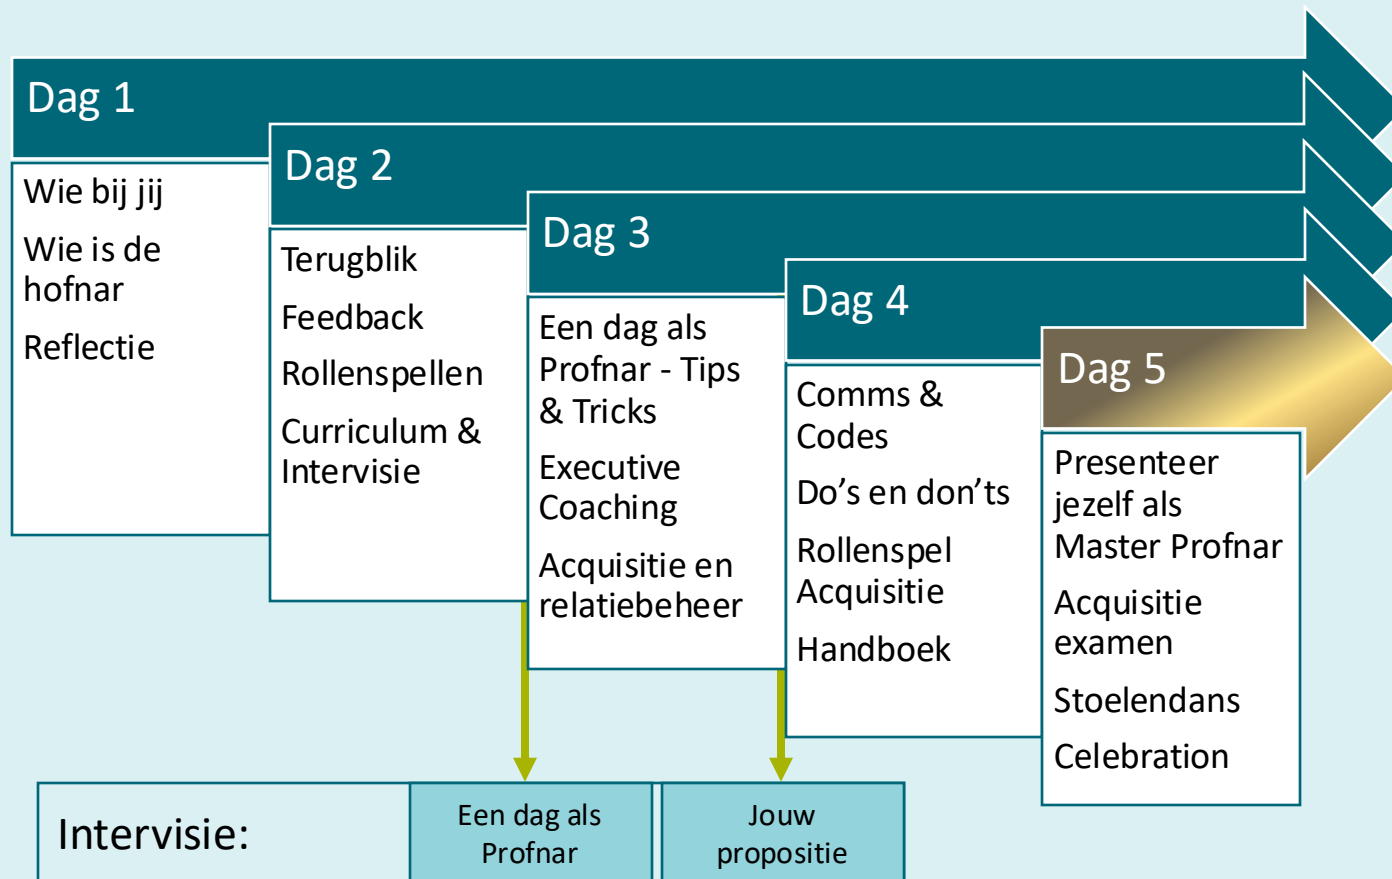 Dag 1
Wie bij jij
Wie is de
hofnar
Reflectie
Dag 2
Terugblik
Feedback
Rollenspellen
Curriculum &
Intervisie
Dag 3
Een dag als
Profnar - Tips
& Tricks
Executive
Coaching
Acquisitie en
relatiebeheer
Dag 4
Comms &
Codes
Do’s en don’ts
Rollenspel
Acquisitie
Handboek
Dag 5
Presenteer
jezelf als
Master Profnar
Acquisitie
examen
Stoelendans
Celebration
Intervisie:
Een dag als
Profnar
Jouw
propositie